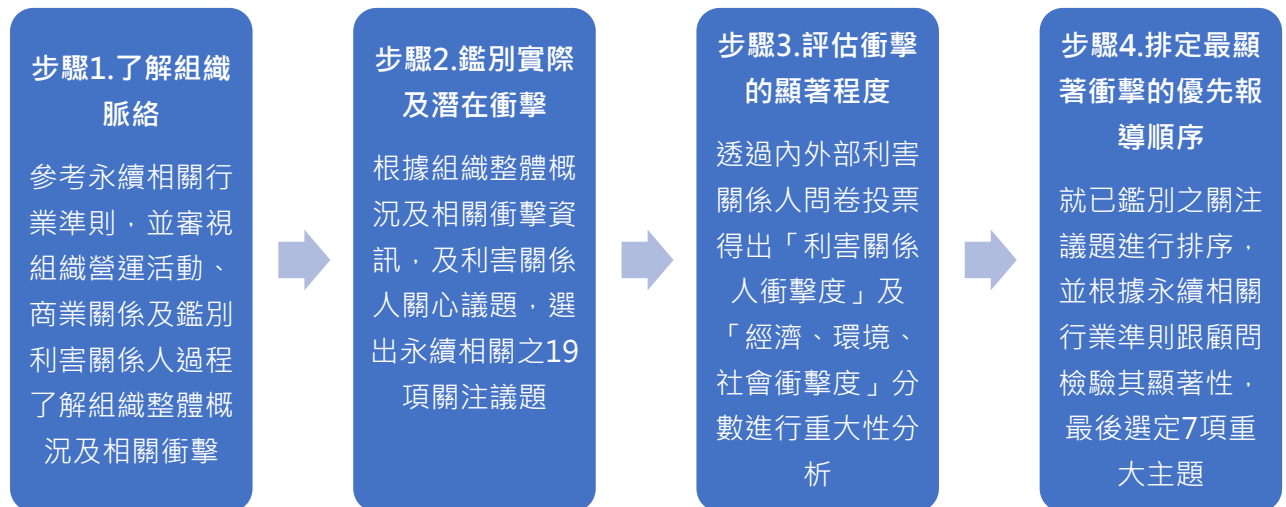 步驟1.了解組織
脈絡
參考永續相關行
業準則，並審視
組織營運活動、
商業關係及鑑別
利害關係人過程
了解組織整體概
況及相關衝擊
步驟2.鑑別實際
及潛在衝擊
根據組織整體概
況及相關衝擊資
訊，及利害關係
人關心議題，選
出永續相關之19
項關注議題
步驟3.評估衝擊
的顯著程度
透過內外部利害
關係人問卷投票
得出「利害關係
人衝擊度」及
「經濟、環境、
社會衝擊度」分
數進行重大性分
析
步驟4.排定最顯
著衝擊的優先報
導順序
就已鑑別之關注
議題進行排序，
並根據永續相關
行業準則跟顧問
檢驗其顯著性，
最後選定7項重
大主題